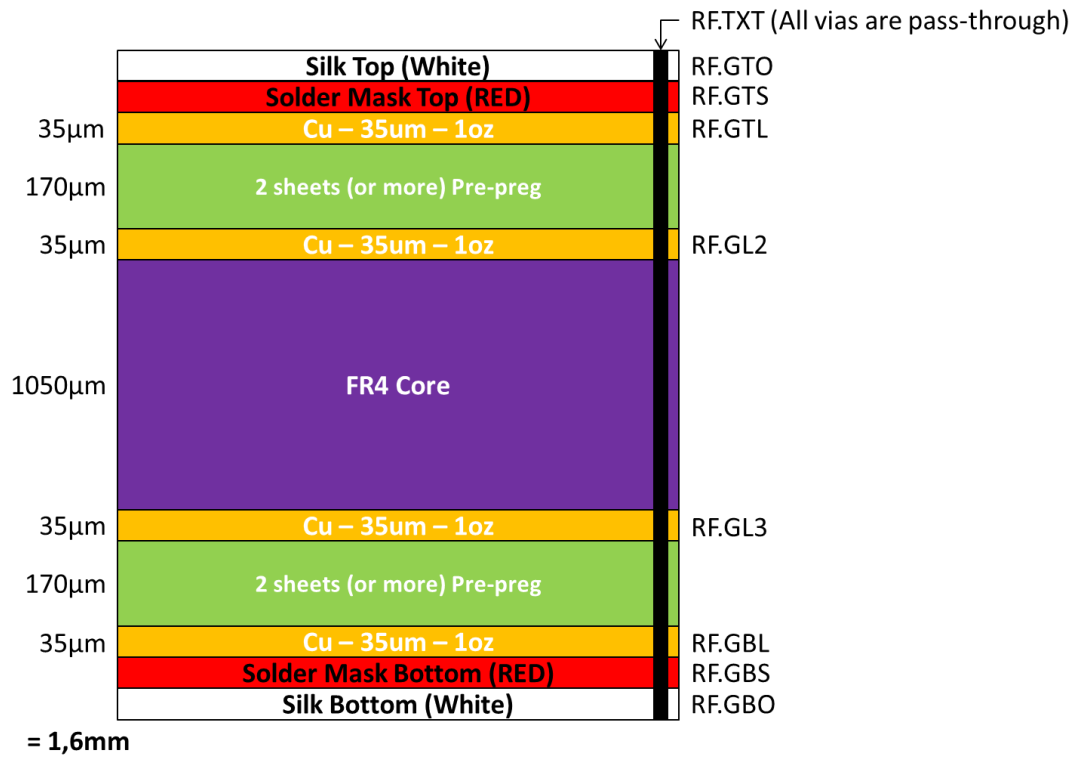 RF.TXT (All vias are pass-through)
Silk Top (White) RF.GTO
Solder Mask Top (RED) RF.GTS
35µm Cu – 35um – 1oz RF.GTL
170µm 2 sheets (or more) Pre-preg
35µm Cu – 35um – 1oz RF.GL2
1050µm FR4 Core
35µm Cu – 35um – 1oz RF.GL3
170µm 2 sheets (or more) Pre-preg
35µm Cu – 35um – 1oz RF.GBL
Solder Mask Bottom (RED) RF.GBS
Silk Bottom (White) RF.GBO
= 1,6mm